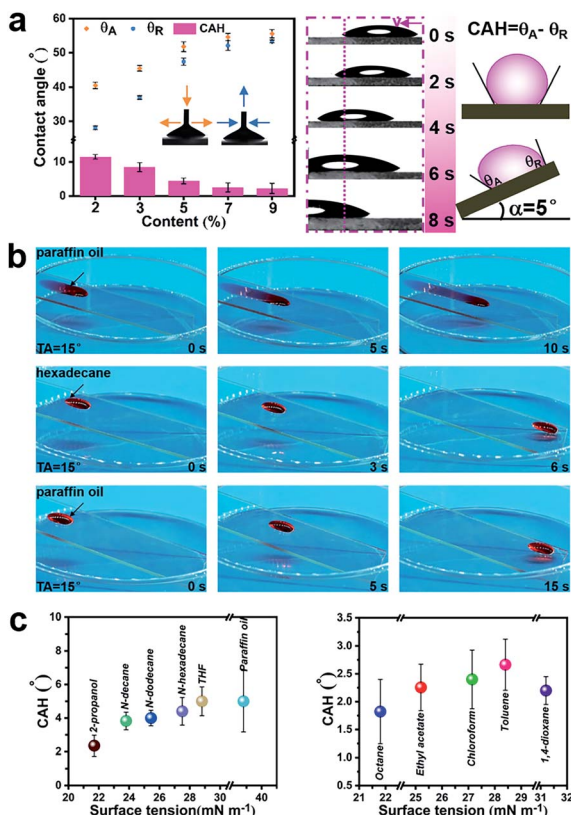 a
θA θR CAH
Contact angle (°)
60
50
40
30
10
0
2 3 5 7 9
Content (%)
V
0 s
2 s
4 s
6 s
8 s
CAH=θA- θR
θA
θR
α=5°
b
paraffin oil
TA=15° 0 s
5 s
10 s
hexadecane
TA=15° 0 s
3 s
6 s
paraffin oil
TA=15° 0 s
5 s
15 s
c
CAH (°)
10
8
6
4
2
0
2-propanol
N-decane
N-dodecane
N-hexadecane
THF
Paraffin oil
20 22 24 26 28 30 40
Surface tension(mN m-1)
CAH (°)
3.5
3.0
2.5
2.0
1.5
1.0
0.5
Octane
Ethyl acetate
Chloroform
Toluene
1,4-dioxane
22 25 26 27 28 29 31 32
Surface tension(mN m-1)